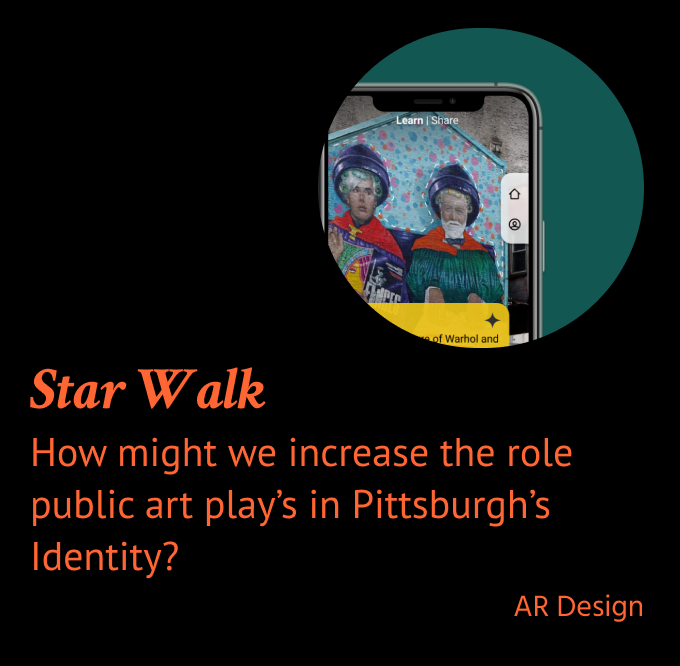 Learn | Share
of Warhol and
Star Walk
How might we increase the role
public art play’s in Pittsburgh’s
Identity?
AR Design